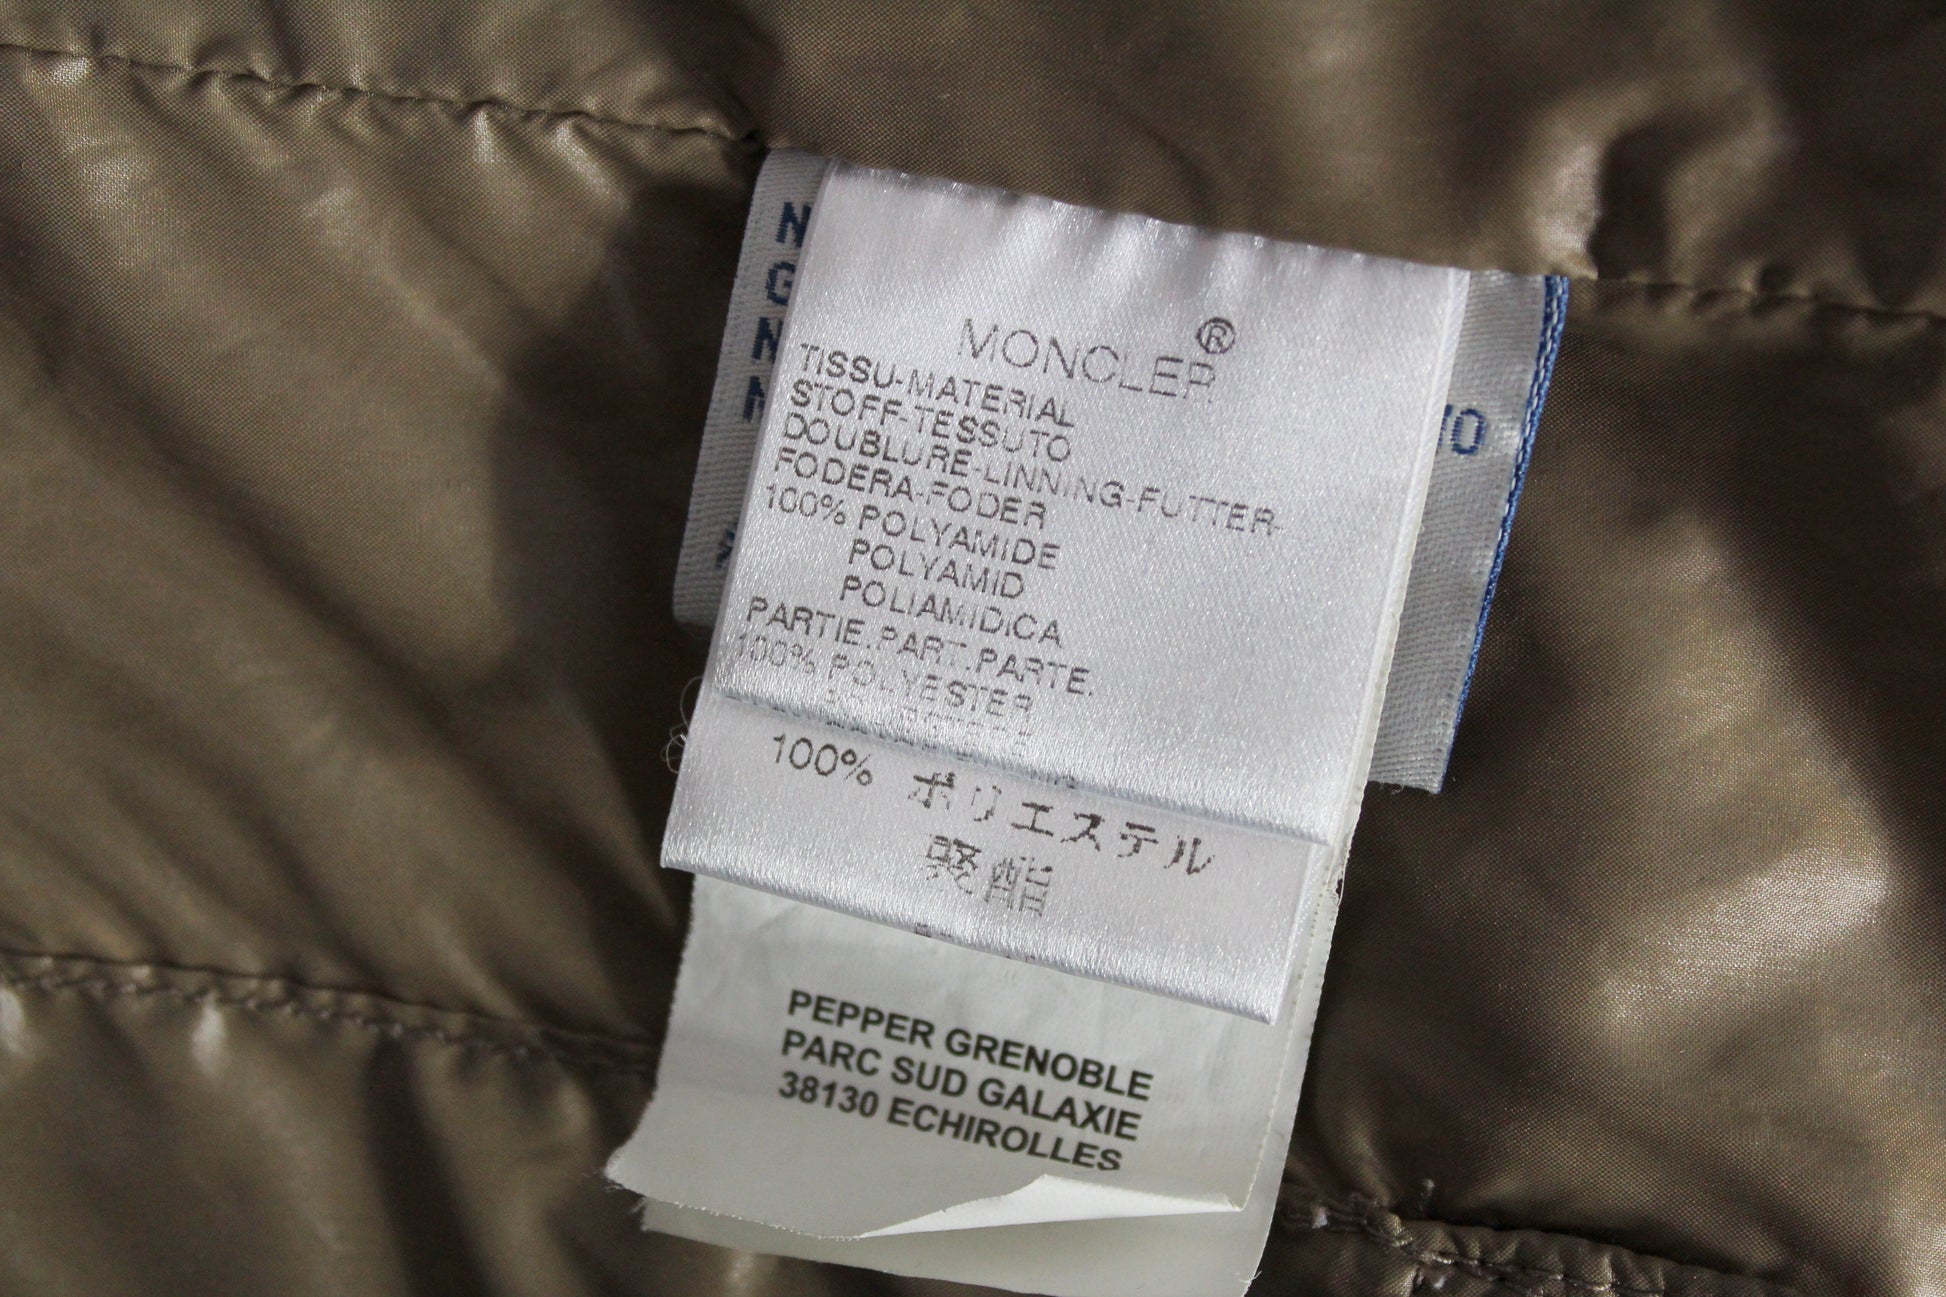 MONCLER®
TISSU-MATERIAL
STOFF-TESSUTO
DOUBLURE-LINNING-FUTTER-
FODERA-FODER
100% POLYAMIDE
POLYAMID
POLIAMIDICA
PARTIE.PART.PARTE.
100% POLYESTER
100% ポリエステル
PEPPER GRENOBLE
PARC SUD GALAXIE
38130 ECHIROLLES
N
G
N
N